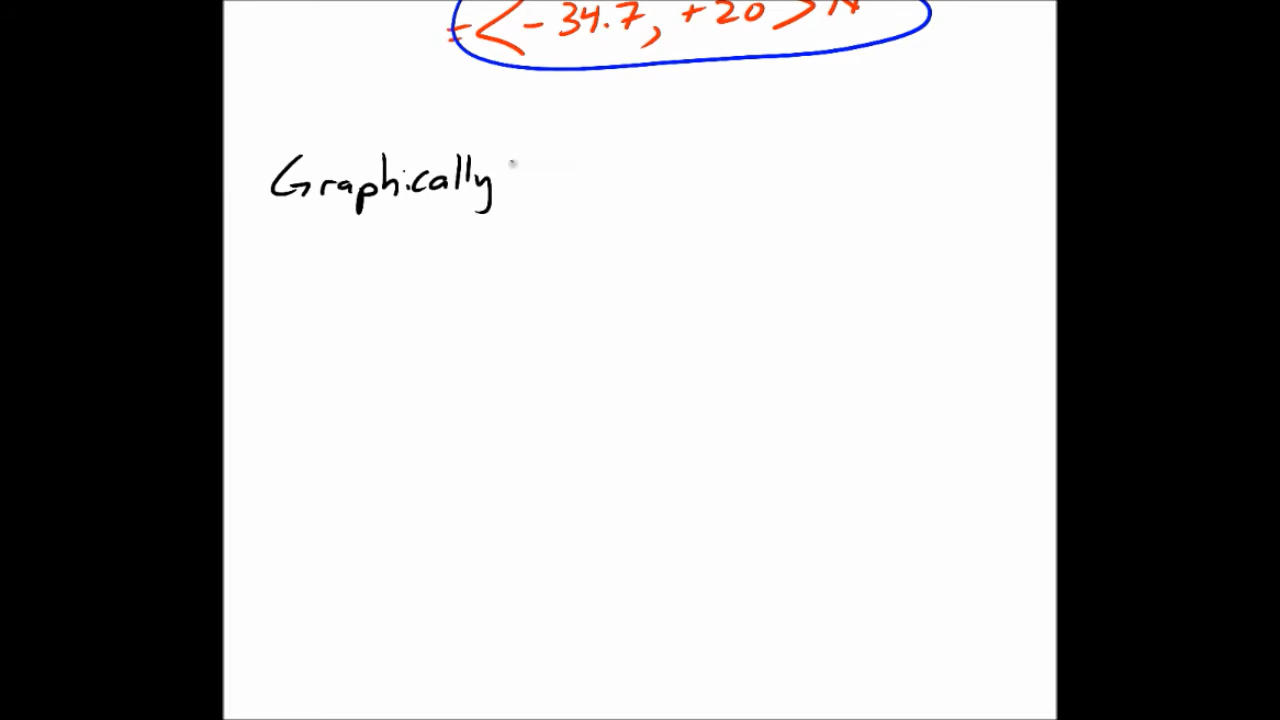 = < -34.7, +20 > N
Graphically